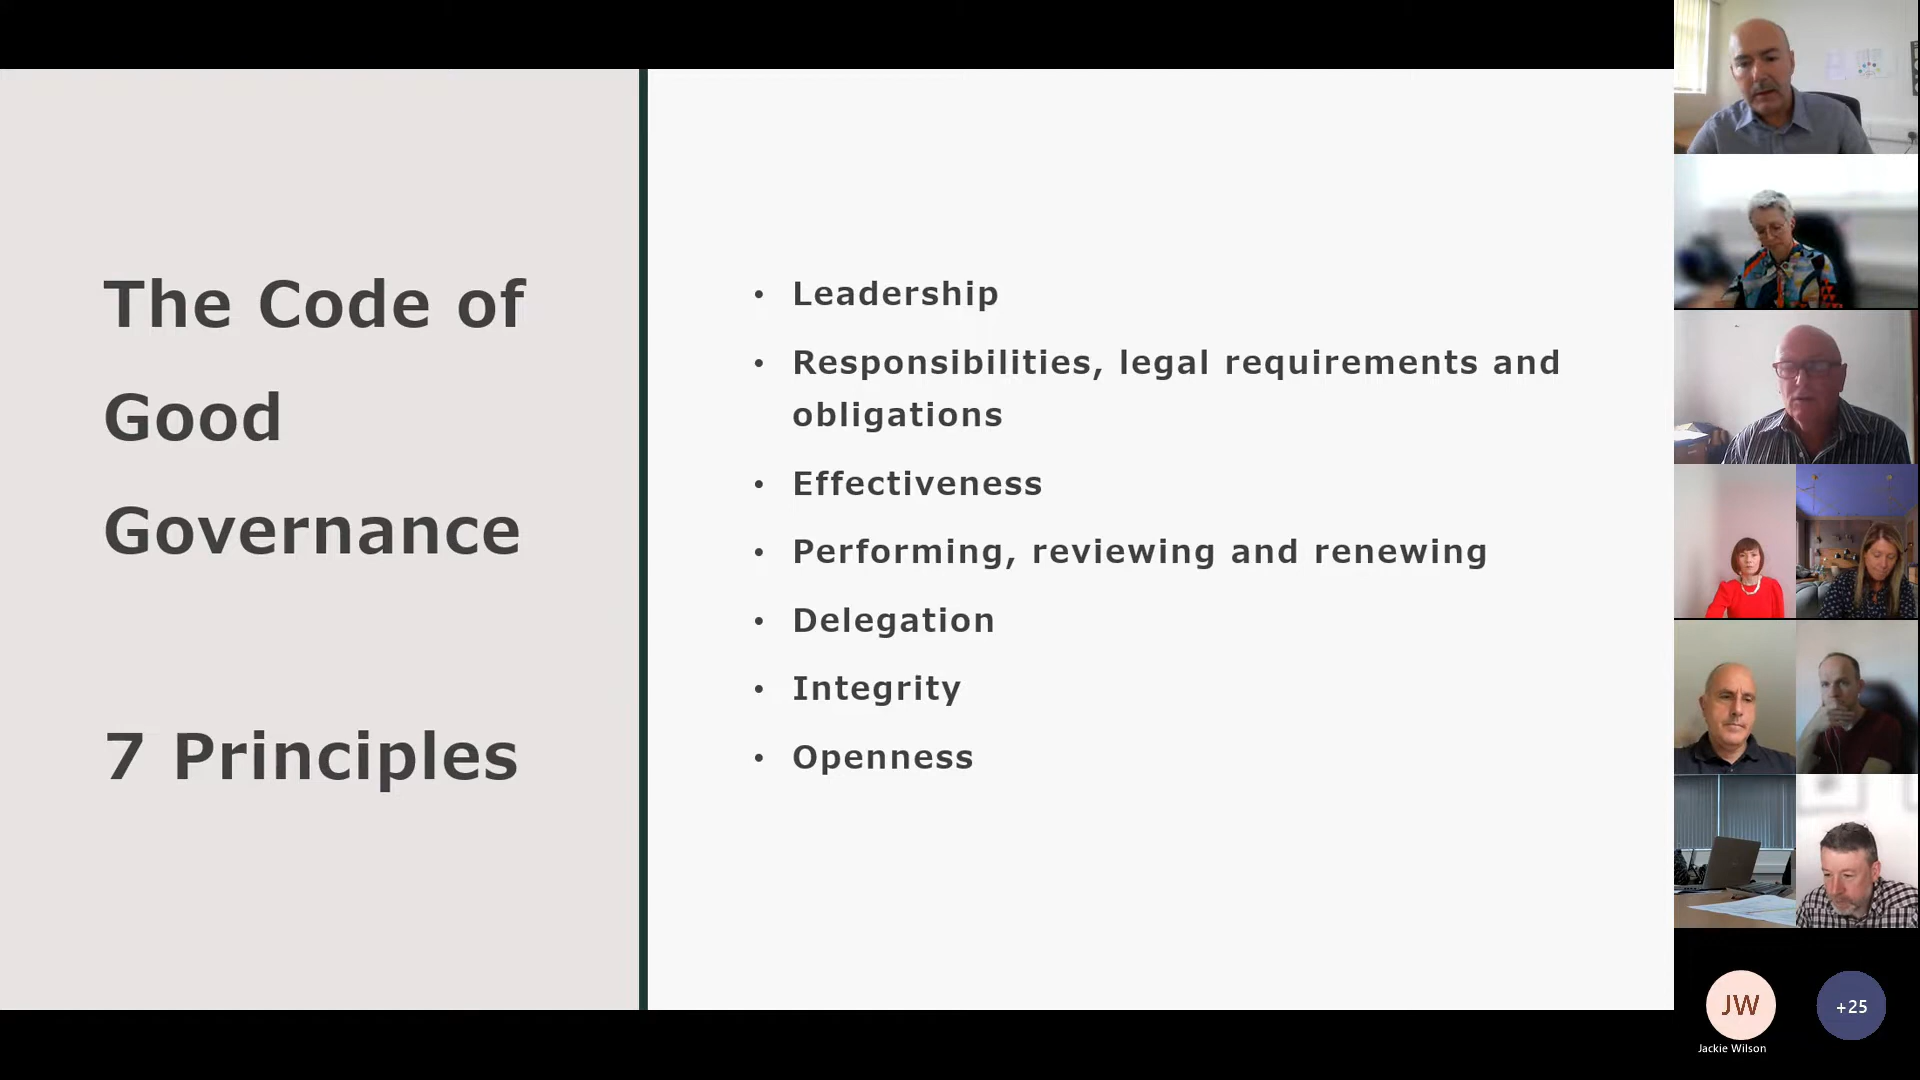 The Code of
Good
Governance
7 Principles
• Leadership
• Responsibilities, legal requirements and
obligations
• Effectiveness
• Performing, reviewing and renewing
• Delegation
• Integrity
• Openness
JW
+25
Jackie Wilson